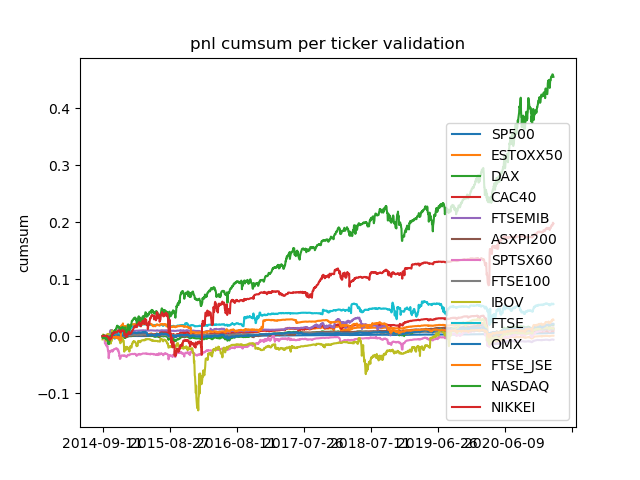 pnl cumsum per ticker validation
cumsum
0.4
0.3
0.2
0.1
0.0
−0.1
SP500
ESTOXX50
DAX
CAC40
FTSEMIB
ASXPI200
SPTSX60
FTSE100
IBOV
FTSE
OMX
FTSE_JSE
NASDAQ
NIKKEI
2014-09-11 2015-08-27 2016-08-11 2017-07-26 2018-07-11 2019-06-26 2020-06-09